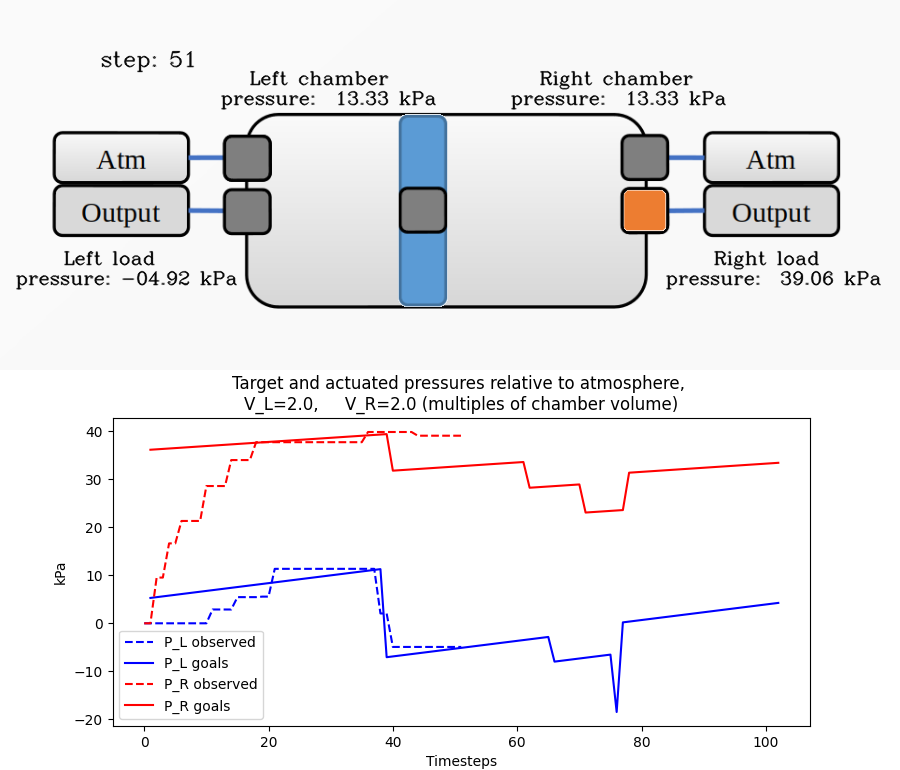 step: 51
Left chamber
pressure:  13.33 kPa
Right chamber
pressure:  13.33 kPa
Atm
Output
Atm
Output
Left load
pressure: -04.92 kPa
Right load
pressure:  39.06 kPa
Target and actuated pressures relative to atmosphere,
V_L=2.0,     V_R=2.0 (multiples of chamber volume)
kPa
40
30
20
10
0
−10
−20
P_L observed
P_L goals
P_R observed
P_R goals
0 20 40 60 80 100
Timesteps